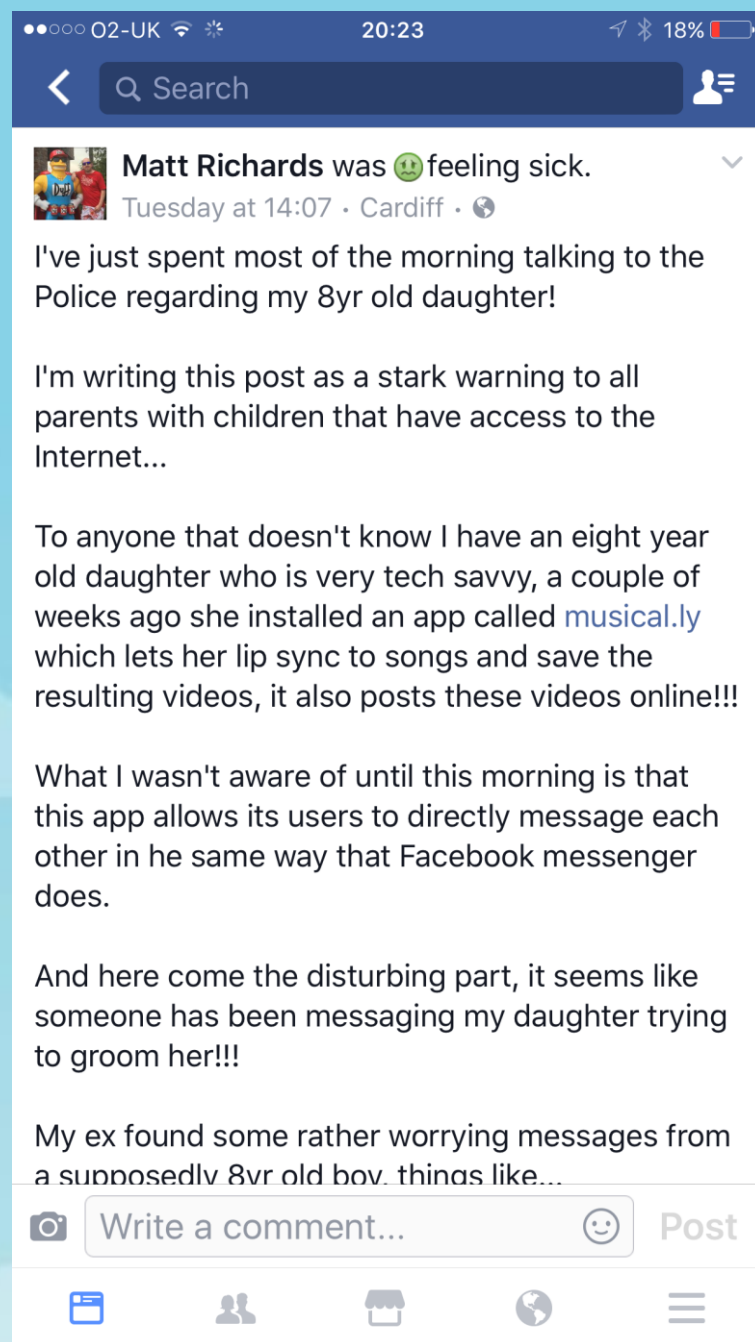 O2-UK 20:23 18%
Search
Matt Richards was feeling sick.
Tuesday at 14:07 · Cardiff ·
I've just spent most of the morning talking to the
Police regarding my 8yr old daughter!
I'm writing this post as a stark warning to all
parents with children that have access to the
Internet...
To anyone that doesn't know I have an eight year
old daughter who is very tech savvy, a couple of
weeks ago she installed an app called musical.ly
which lets her lip sync to songs and save the
resulting videos, it also posts these videos online!!!
What I wasn't aware of until this morning is that
this app allows its users to directly message each
other in he same way that Facebook messenger
does.
And here come the disturbing part, it seems like
someone has been messaging my daughter trying
to groom her!!!
My ex found some rather worrying messages from
a supposedly 8yr old boy, things like...
Write a comment...
Post